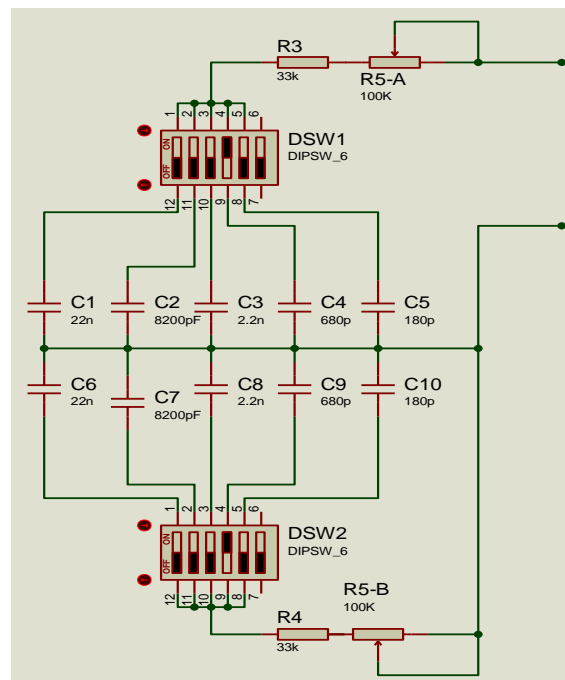 R3
33k
R5-A
100K
1 2 3 4 5 6
ON
OFF
DSW1
DIPSW_6
12 11 10 9 8 7
C1
22n
C2
8200pF
C3
2.2n
C4
680p
C5
180p
C6
22n
C7
8200pF
C8
2.2n
C9
680p
C10
180p
1 2 3 4 5 6
ON
OFF
DSW2
DIPSW_6
12 11 10 9 8 7
R4
33k
R5-B
100K